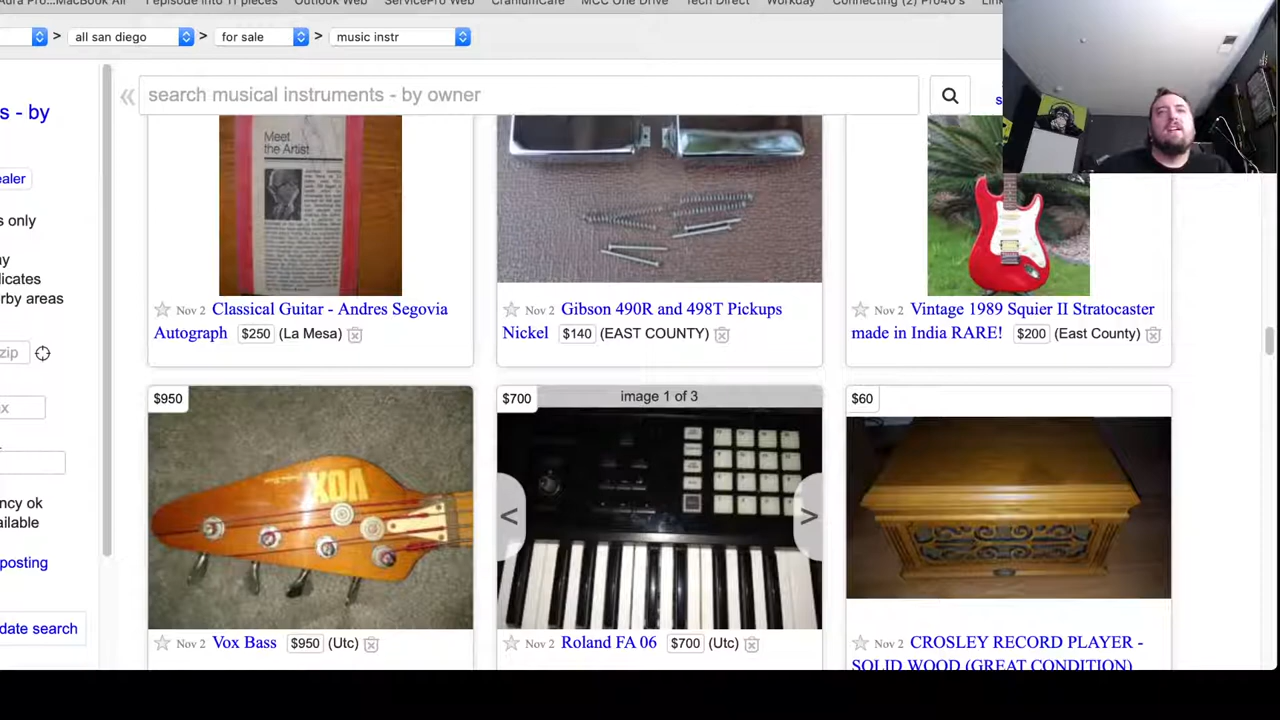 Aura Pro...MacBook Air 1 episode into 11 pieces Outlook Web ServicePro Web CraniumCafe MCC One Drive Tech Direct Workday Connecting (2) Pro40's Link
> all san diego > for sale > music instr
search musical instruments - by owner
s - by
ealer
s only
ay
licates
rby areas
zip
x
ncy ok
ailable
posting
date search
s
Meet
the Artist
Nov 2 Classical Guitar - Andres Segovia
Autograph $250 (La Mesa)
Nov 2 Gibson 490R and 498T Pickups
Nickel $140 (EAST COUNTY)
Nov 2 Vintage 1989 Squier II Stratocaster
made in India RARE! $200 (East County)
$950
VOX
Nov 2 Vox Bass $950 (Utc)
$700 image 1 of 3
< >
Nov 2 Roland FA 06 $700 (Utc)
$60
Nov 2 CROSLEY RECORD PLAYER -
SOLID WOOD (GREAT CONDITION)